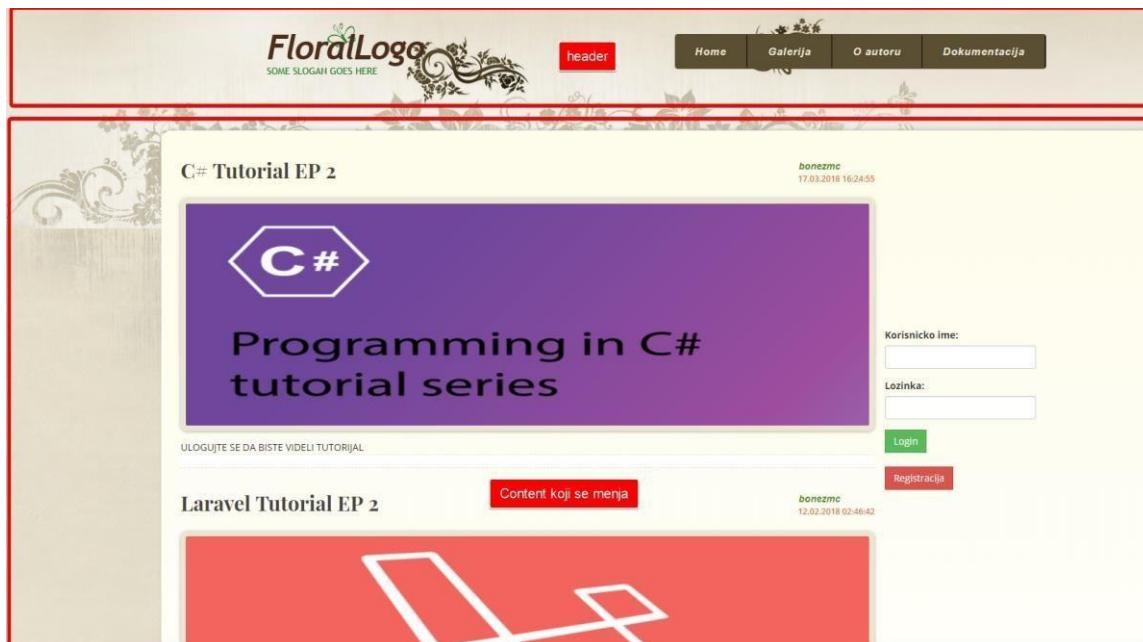 FloralLogo
SOME SLOGAN GOES HERE
header
Home Galerija O autoru Dokumentacija
C# Tutorial EP 2
bonezmc
17.03.2018 16:24:55
C#
Programming in C#
tutorial series
ULOGUJTE SE DA BISTE VIDELI TUTORIJAL
Korisnicko ime:
Lozinka:
Login
Registracija
Content koji se menja
Laravel Tutorial EP 2
bonezmc
12.02.2018 02:46:42